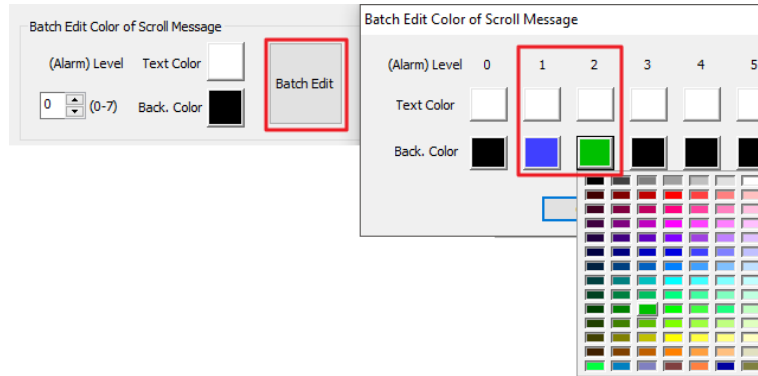 Batch Edit Color of Scroll Message
(Alarm) Level Text Color
0 (0-7) Back. Color
Batch Edit
Batch Edit Color of Scroll Message
(Alarm) Level 0 1 2 3 4 5
Text Color
Back. Color